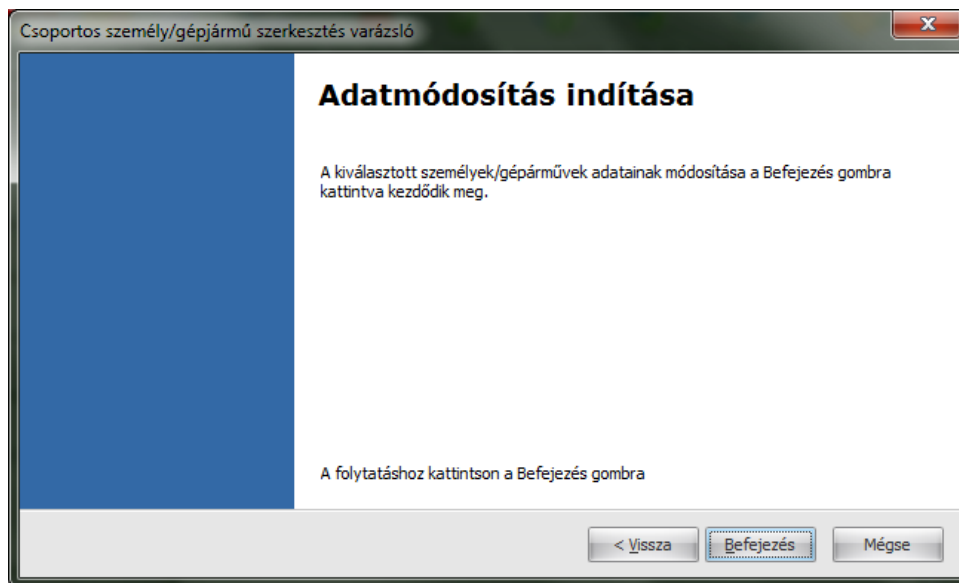 Csoportos személy/gépjármű szerkesztés varázsló
Adatmódosítás indítása
A kiválasztott személyek/gépárművek adatainak módosítása a Befejezés gombra
kattintva kezdődik meg.
A folytatáshoz kattintson a Befejezés gombra
< Vissza Befejezés Mégse